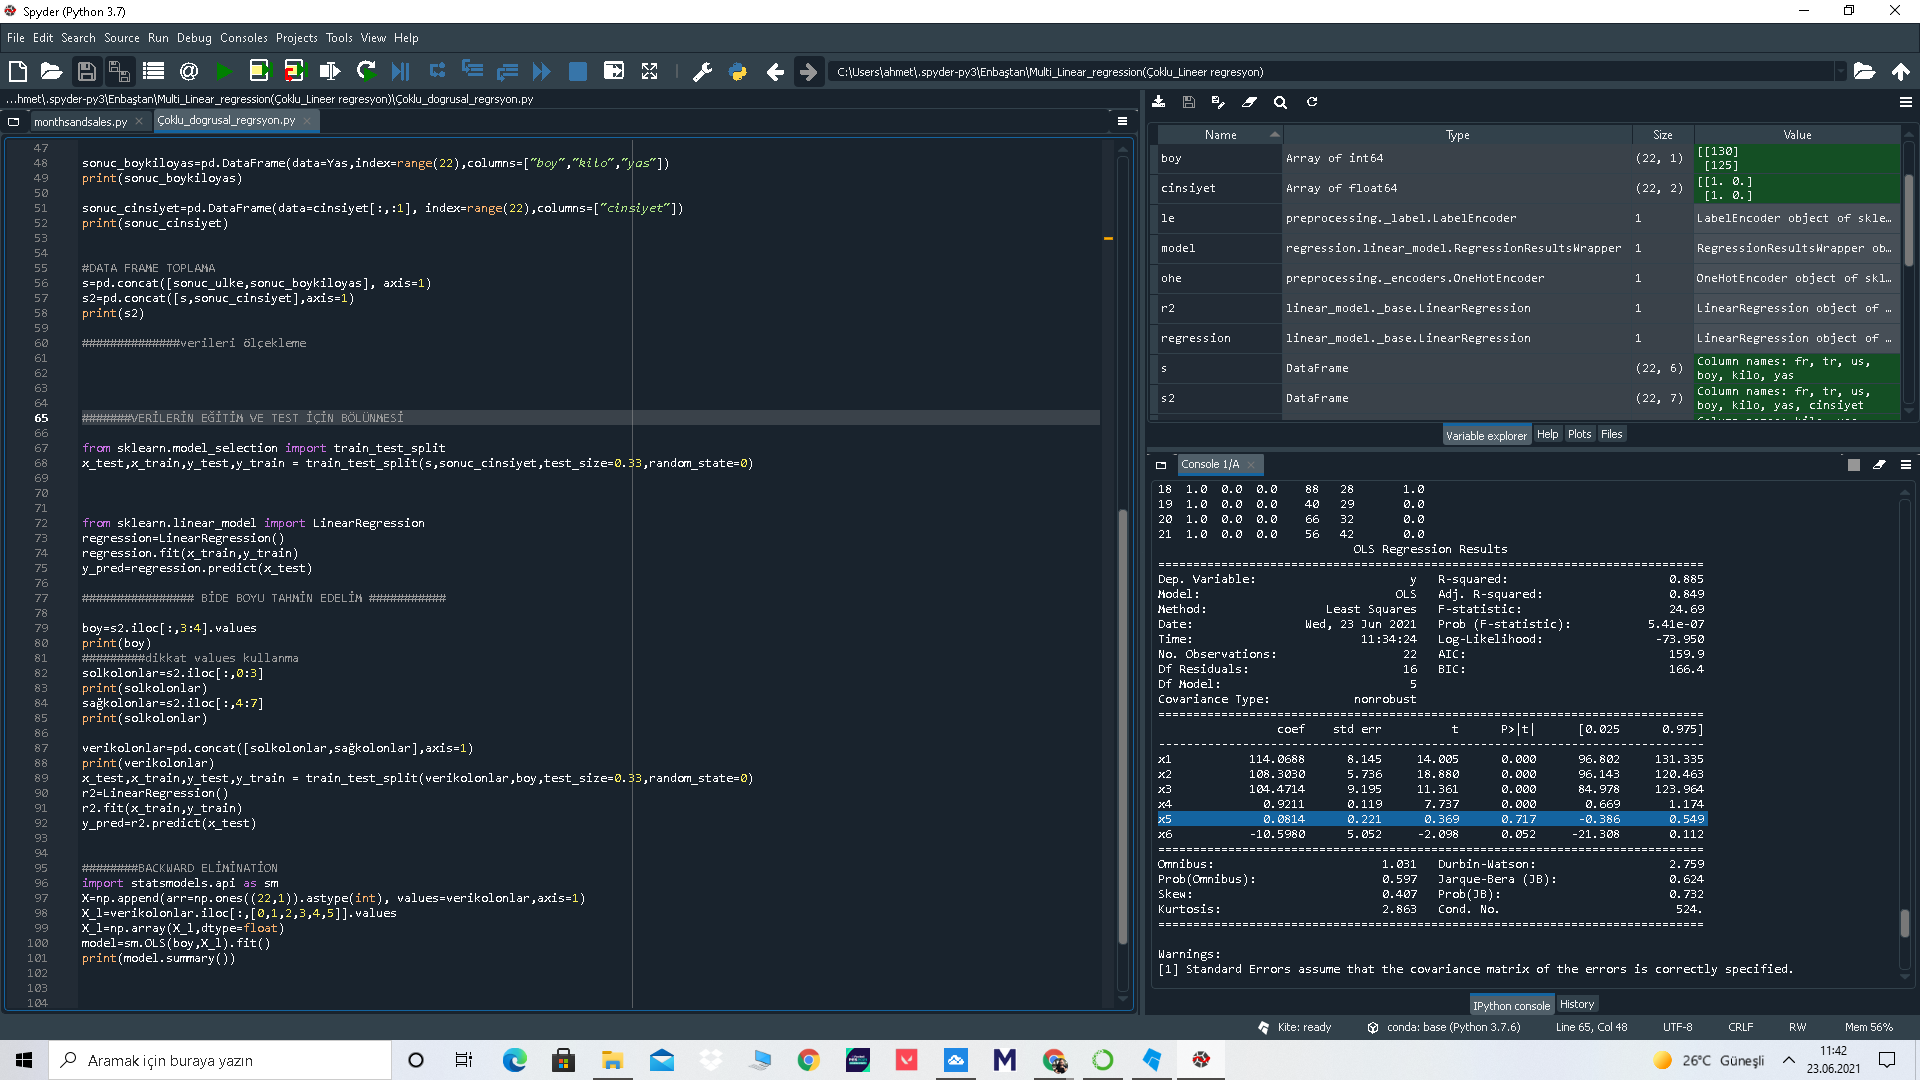 Spyder (Python 3.7)
File Edit Search Source Run Debug Consoles Projects Tools View Help
C:\Users\ahmet\.spyder-py3\Enbaştan\Multi_Linear_regression(Çoklu_Lineer regresyon)
...hmet\.spyder-py3\Enbaştan\Multi_Linear_regression(Çoklu_Lineer regresyon)\Çoklu_dogrusal_regrsyon.py
monthsandsales.py Çoklu_dogrusal_regrsyon.py
47
48 sonuc_boykiloyas=pd.DataFrame(data=Yas,index=range(22),columns=["boy","kilo","yas"])
49 print(sonuc_boykiloyas)
50
51 sonuc_cinsiyet=pd.DataFrame(data=cinsiyet[:,:1], index=range(22),columns=["cinsiyet"])
52 print(sonuc_cinsiyet)
53
54
55 #DATA FRAME TOPLAMA
56 s=pd.concat([sonuc_ulke,sonuc_boykiloyas], axis=1)
57 s2=pd.concat([s,sonuc_cinsiyet],axis=1)
58 print(s2)
59
60 ##############verileri ölçekleme
61
62
63
64
65 #######VERİLERİN EĞİTİM VE TEST İÇİN BÖLÜNMESİ
66
67 from sklearn.model_selection import train_test_split
68 x_test,x_train,y_test,y_train = train_test_split(s,sonuc_cinsiyet,test_size=0.33,random_state=0)
69
70
71
72 from sklearn.linear_model import LinearRegression
73 regression=LinearRegression()
74 regression.fit(x_train,y_train)
75 y_pred=regression.predict(x_test)
76
77 ################ BİDE BOYU TAHMİN EDELİM ###########
78
79 boy=s2.iloc[:,3:4].values
80 print(boy)
81 #########dikkat values kullanma
82 solkolonlar=s2.iloc[:,0:3]
83 print(solkolonlar)
84 sağkolonlar=s2.iloc[:,4:7]
85 print(solkolonlar)
86
87 verikolonlar=pd.concat([solkolonlar,sağkolonlar],axis=1)
88 print(verikolonlar)
89 x_test,x_train,y_test,y_train = train_test_split(verikolonlar,boy,test_size=0.33,random_state=0)
90 r2=LinearRegression()
91 r2.fit(x_train,y_train)
92 y_pred=r2.predict(x_test)
93
94
95 ########BACKWARD ELİMİNATİON
96 import statsmodels.api as sm
97 X=np.append(arr=np.ones((22,1)).astype(int), values=verikolonlar,axis=1)
98 X_l=verikolonlar.iloc[:,[0,1,2,3,4,5]].values
99 X_l=np.array(X_l,dtype=float)
100 model=sm.OLS(boy,X_l).fit()
101 print(model.summary())
102
103
104
Name Type Size Value
boy Array of int64 (22, 1) [[130]
[125]
cinsiyet Array of float64 (22, 2) [[1. 0.]
[1. 0.]
le preprocessing._label.LabelEncoder 1 LabelEncoder object of skle…
model regression.linear_model.RegressionResultsWrapper 1 RegressionResultsWrapper ob…
ohe preprocessing._encoders.OneHotEncoder 1 OneHotEncoder object of skl…
r2 linear_model._base.LinearRegression 1 LinearRegression object of …
regression linear_model._base.LinearRegression 1 LinearRegression object of …
s DataFrame (22, 6) Column names: fr, tr, us,
boy, kilo, yas
s2 DataFrame (22, 7) Column names: fr, tr, us,
boy, kilo, yas, cinsiyet
Variable explorer Help Plots Files
Console 1/A
18 1.0 0.0 0.0 88 28 1.0
19 1.0 0.0 0.0 40 29 0.0
20 1.0 0.0 0.0 66 32 0.0
21 1.0 0.0 0.0 56 42 0.0
OLS Regression Results
==============================================================================
Dep. Variable: y R-squared: 0.885
Model: OLS Adj. R-squared: 0.849
Method: Least Squares F-statistic: 24.69
Date: Wed, 23 Jun 2021 Prob (F-statistic): 5.41e-07
Time: 11:34:24 Log-Likelihood: -73.950
No. Observations: 22 AIC: 159.9
Df Residuals: 16 BIC: 166.4
Df Model: 5
Covariance Type: nonrobust
==============================================================================
coef std err t P>|t| [0.025 0.975]
------------------------------------------------------------------------------
x1 114.0688 8.145 14.005 0.000 96.802 131.335
x2 108.3030 5.736 18.880 0.000 96.143 120.463
x3 104.4714 9.195 11.361 0.000 84.978 123.964
x4 0.9211 0.119 7.737 0.000 0.669 1.174
x5 0.0814 0.221 0.369 0.717 -0.386 0.549
x6 -10.5980 5.052 -2.098 0.052 -21.308 0.112
==============================================================================
Omnibus: 1.031 Durbin-Watson: 2.759
Prob(Omnibus): 0.597 Jarque-Bera (JB): 0.624
Skew: 0.407 Prob(JB): 0.732
Kurtosis: 2.863 Cond. No. 524.
==============================================================================
Warnings:
[1] Standard Errors assume that the covariance matrix of the errors is correctly specified.
IPython console History
Kite: ready conda: base (Python 3.7.6) Line 65, Col 48 UTF-8 CRLF RW Mem 56%
Aramak için buraya yazın
26°C Güneşli
11:42
23.06.2021